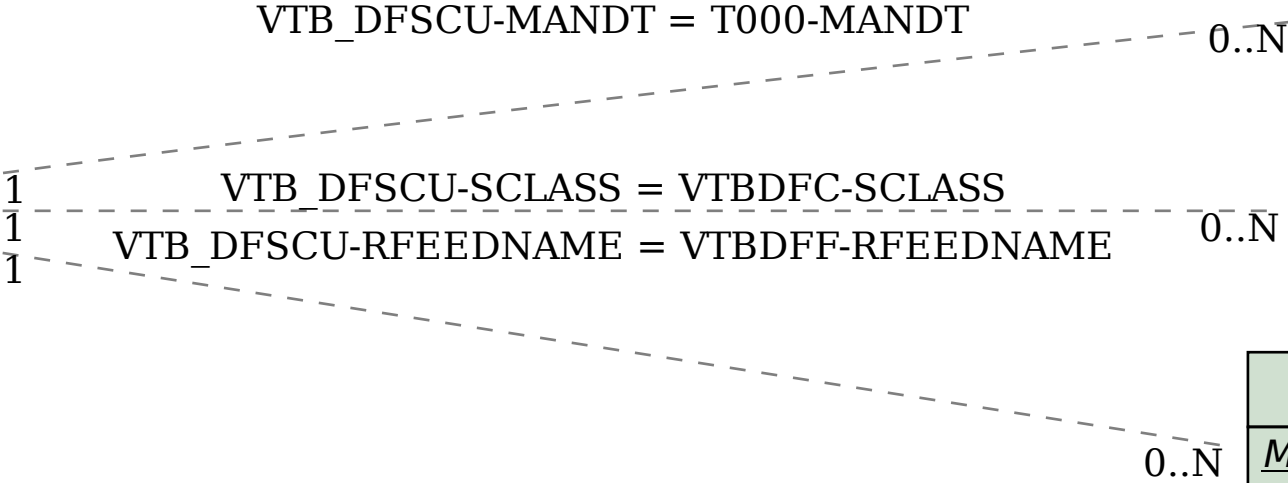 VTB_DFSCU-MANDT = T000-MANDT
0..N
1
VTB_DFSCU-SCLASS = VTBDFC-SCLASS
1
0..N
VTB_DFSCU-RFEEDNAME = VTBDFF-RFEEDNAME
1
0..N